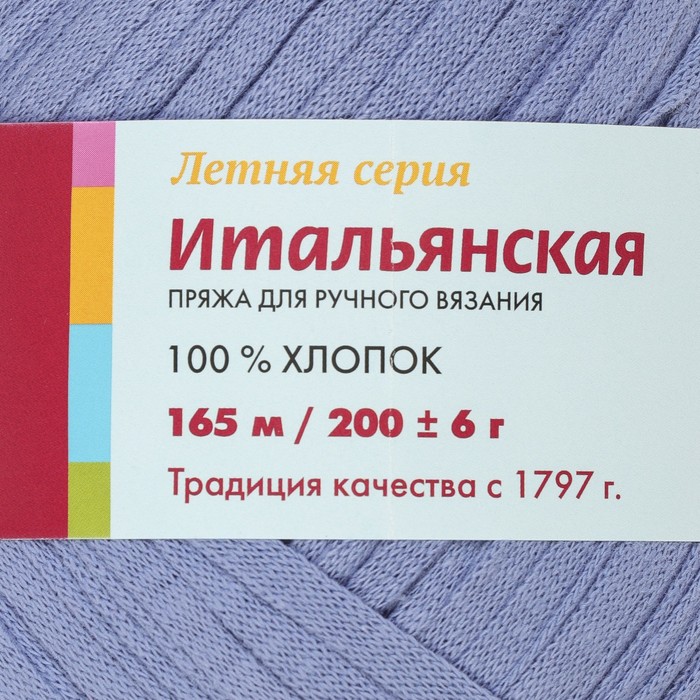 Летняя серия
Итальянская
ПРЯЖА ДЛЯ РУЧНОГО ВЯЗАНИЯ
100 % ХЛОПОК
165 м / 200 ± 6 г
Традиция качества с 1797 г.